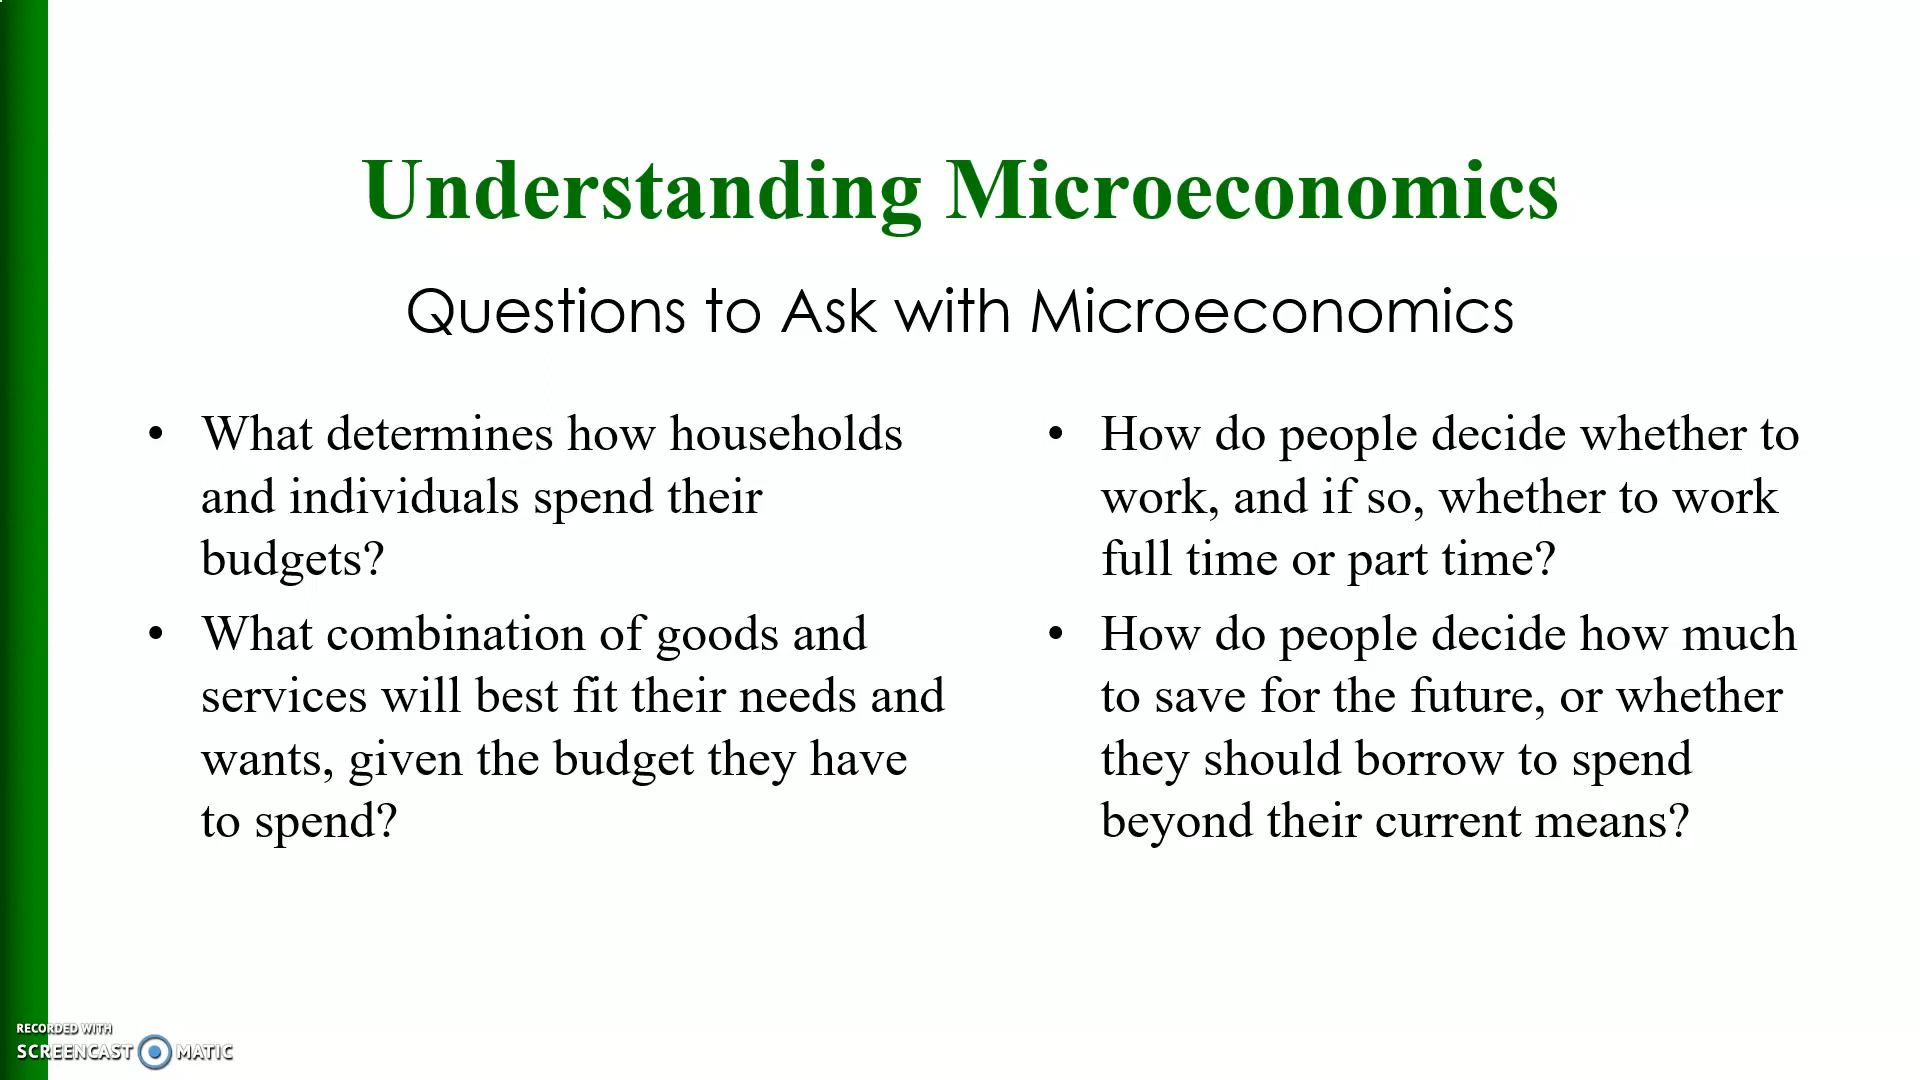 Understanding Microeconomics
Questions to Ask with Microeconomics
• What determines how households
and individuals spend their
budgets?
• What combination of goods and
services will best fit their needs and
wants, given the budget they have
to spend?
• How do people decide whether to
work, and if so, whether to work
full time or part time?
• How do people decide how much
to save for the future, or whether
they should borrow to spend
beyond their current means?
RECORDED WITH
SCREENCAST MATIC